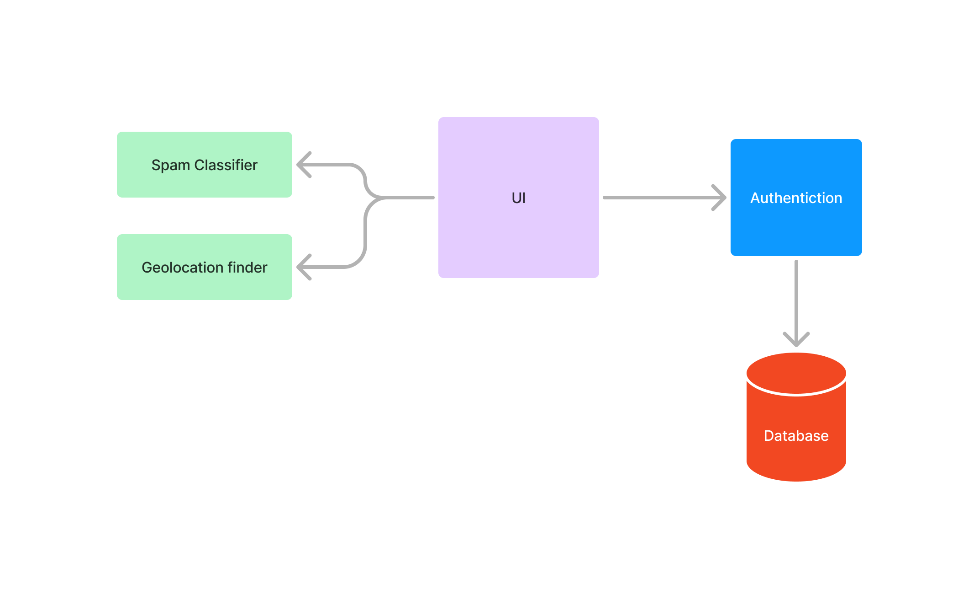 Spam Classifier
UI
Authentiction
Geolocation finder
Database